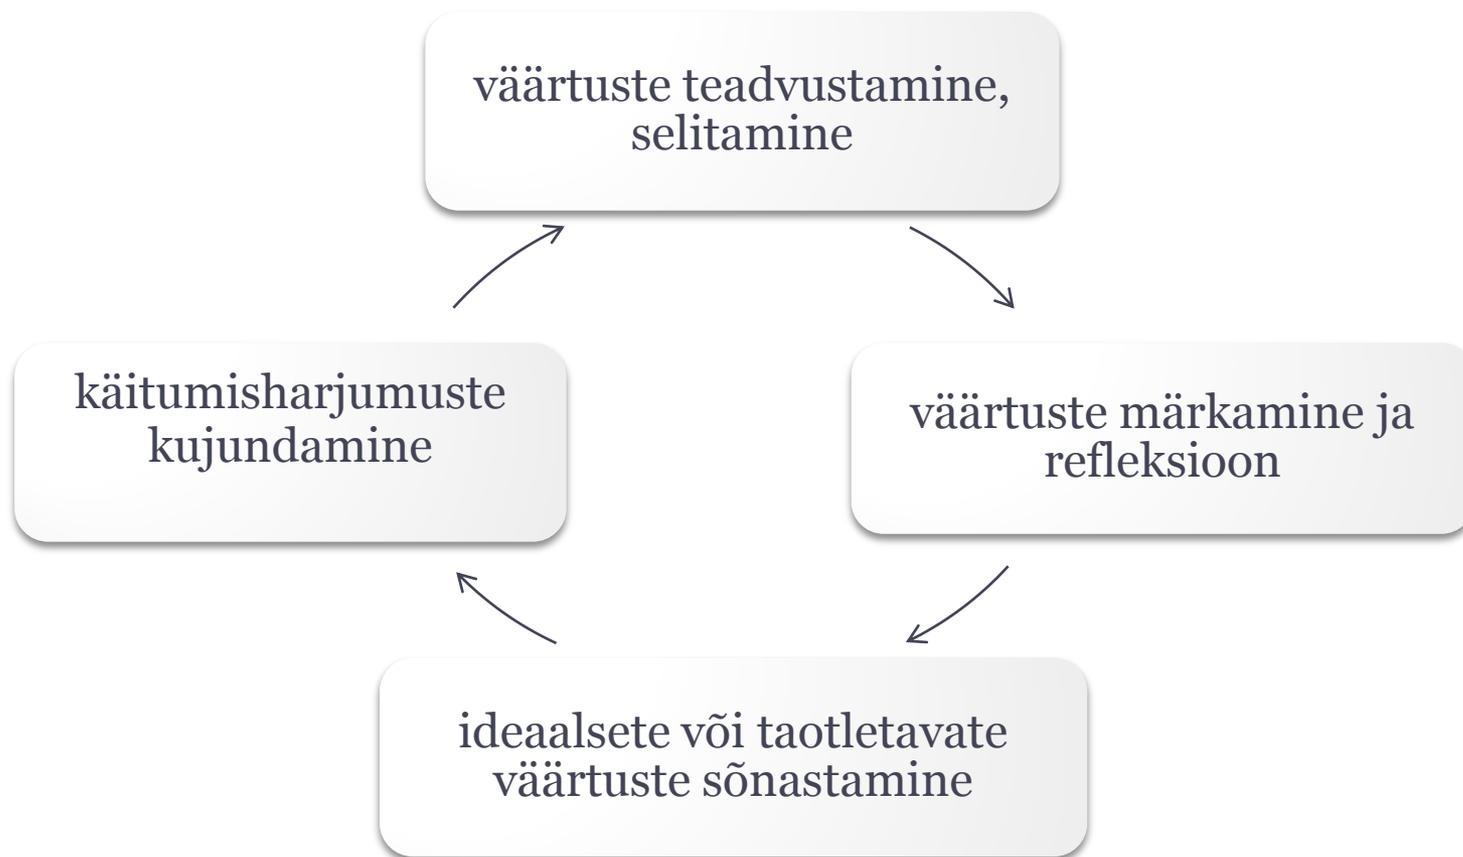 väärtuste teadvustamine,
selitamine
käitumisharjumuste
kujundamine
väärtuste märkamine ja
refleksioon
ideaalsete või taotletavate
väärtuste sõnastamine